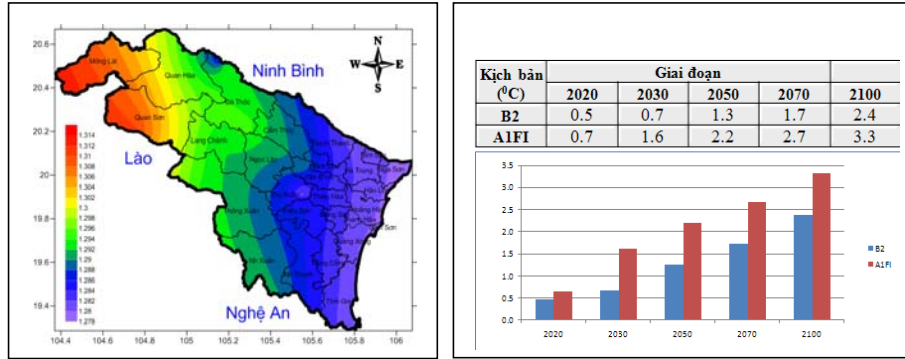 20.6
20.4
20.2
20
19.8
19.6
19.4
104.4
104.6
104.8
105
105.2
105.4
105.6
105.8
106
1.314
1.31
1.308
1.306
1.302
1.3
1.298
1.294
1.292
1.29
1.288
1.286
1.284
1.282
1.28
1.278
N
W
E
S
Ninh Bình
Lào
Nghệ An
Mường Lát
Quan Hóa
Quan Sơn
Bá Thước
Lang Chánh
Cẩm Thủy
Ngọc Lặc
Thường Xuân
Như Xuân
Quảng Xương
Hà Trung
Nga Sơn
Kịch bản
(⁰C)
Giai đoạn
2020 2030 2050 2070 2100
B2 0.5 0.7 1.3 1.7 2.4
A1FI 0.7 1.6 2.2 2.7 3.3
3.5
3.0
2.5
2.0
1.5
1.0
0.5
0.0
2020 2030 2050 2070 2100
B2
A1FI